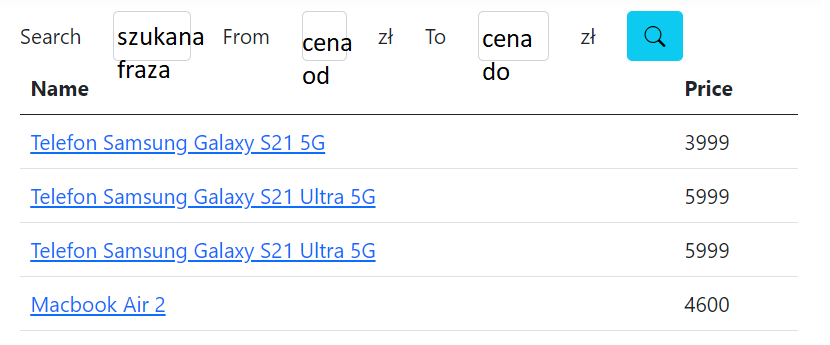 Search szukana fraza From cena od zł To cena do zł
Name Price
Telefon Samsung Galaxy S21 5G 3999
Telefon Samsung Galaxy S21 Ultra 5G 5999
Telefon Samsung Galaxy S21 Ultra 5G 5999
Macbook Air 2 4600